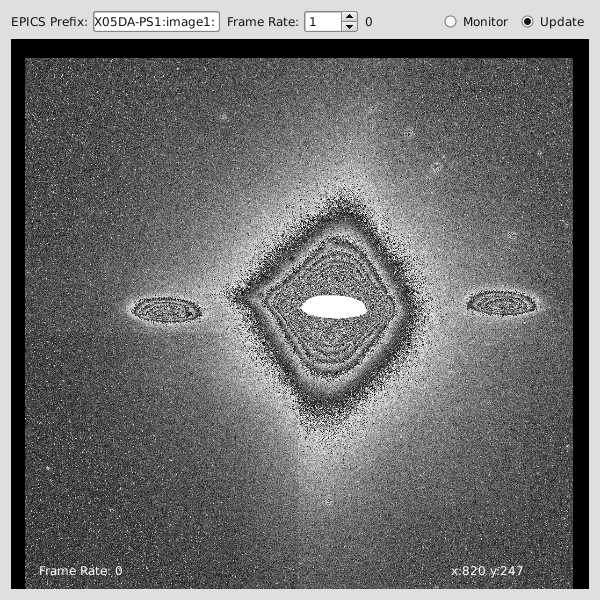 EPICS Prefix: X05DA-PS1:image1: Frame Rate: 1 0 Monitor Update
Frame Rate: 0 x:820 y:247